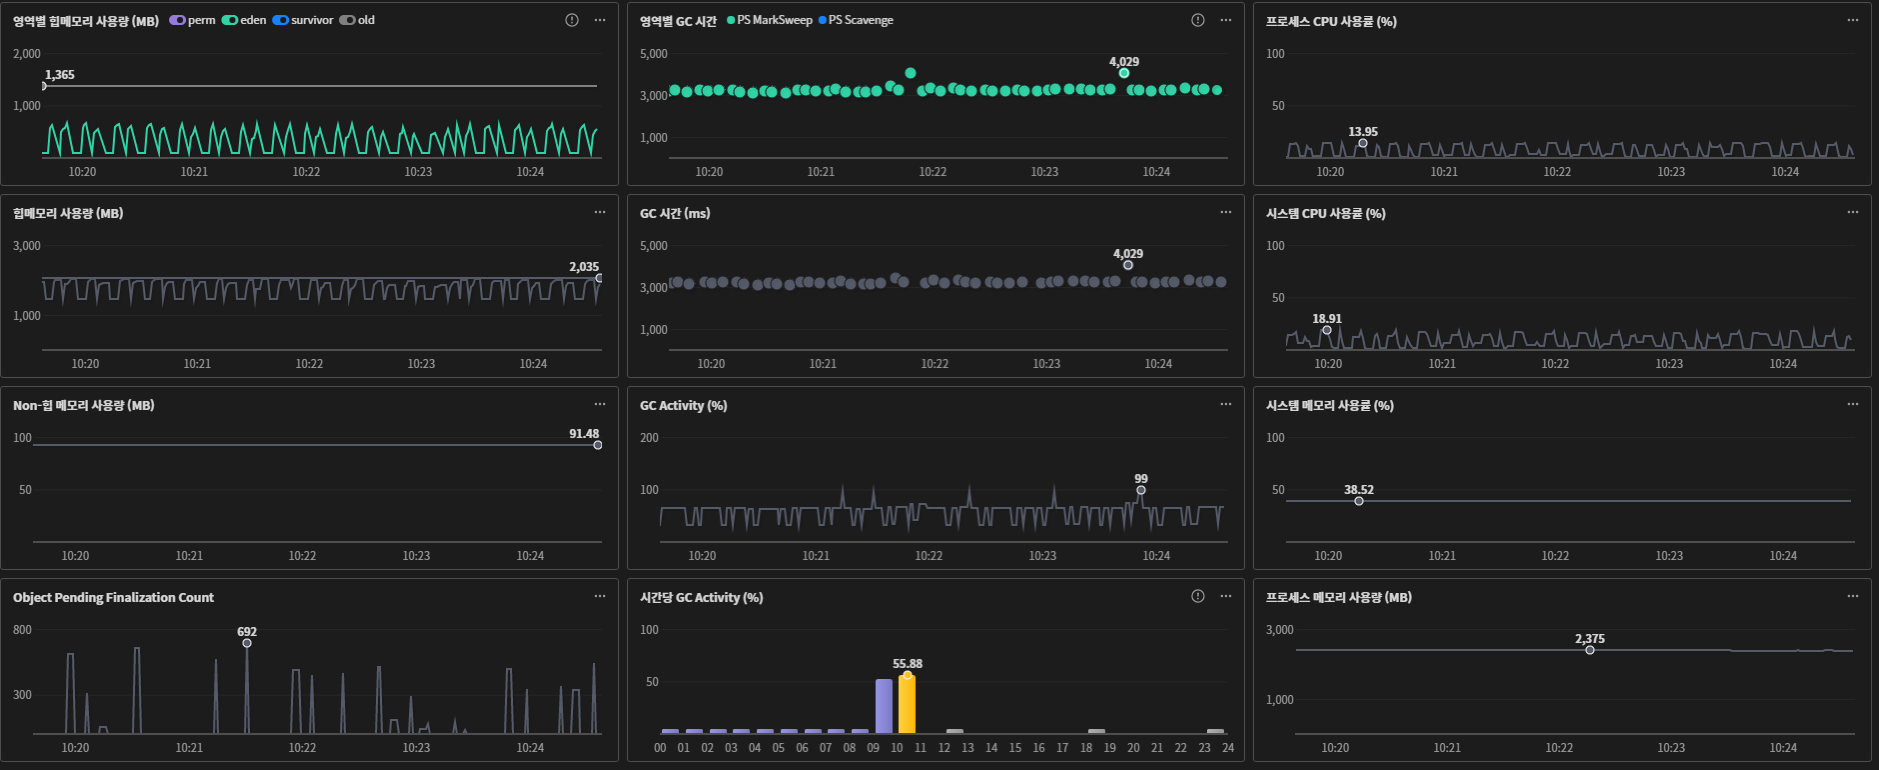 영역별 힙메모리 사용량 (MB) perm eden survivor old
2,000
1,365
1,000
10:20 10:21 10:22 10:23 10:24
영역별 GC 시간 PS MarkSweep PS Scavenge
5,000
4,029
3,000
1,000
10:20 10:21 10:22 10:23 10:24
프로세스 CPU 사용률 (%)
100
50
13.95
10:20 10:21 10:22 10:23 10:24
힙메모리 사용량 (MB)
3,000
2,035
1,000
10:20 10:21 10:22 10:23 10:24
GC 시간 (ms)
5,000
4,029
3,000
1,000
10:20 10:21 10:22 10:23 10:24
시스템 CPU 사용률 (%)
100
50
18.91
10:20 10:21 10:22 10:23 10:24
Non-힙 메모리 사용량 (MB)
100
91.48
50
10:20 10:21 10:22 10:23 10:24
GC Activity (%)
200
99
100
10:20 10:21 10:22 10:23 10:24
시스템 메모리 사용률 (%)
100
50
38.52
10:20 10:21 10:22 10:23 10:24
Object Pending Finalization Count
800
692
300
10:20 10:21 10:22 10:23 10:24
시간당 GC Activity (%)
100
55.88
50
00 01 02 03 04 05 06 07 08 09 10 11 12 13 14 15 16 17 18 19 20 21 22 23 24
프로세스 메모리 사용량 (MB)
3,000
2,375
1,000
10:20 10:21 10:22 10:23 10:24